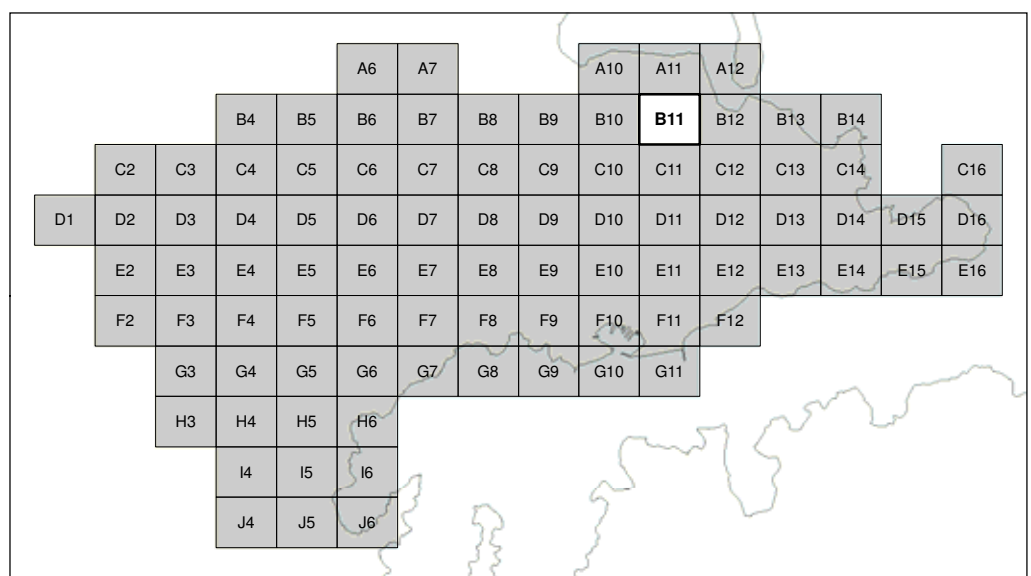 A6 A7 A10 A11 A12
B4 B5 B6 B7 B8 B9 B10 B11 B12 B13 B14
C2 C3 C4 C5 C6 C7 C8 C9 C10 C11 C12 C13 C14 C16
D1 D2 D3 D4 D5 D6 D7 D8 D9 D10 D11 D12 D13 D14 D15 D16
E2 E3 E4 E5 E6 E7 E8 E9 E10 E11 E12 E13 E14 E15 E16
F2 F3 F4 F5 F6 F7 F8 F9 F10 F11 F12
G3 G4 G5 G6 G7 G8 G9 G10 G11
H3 H4 H5 H6
I4 I5 I6
J4 J5 J6